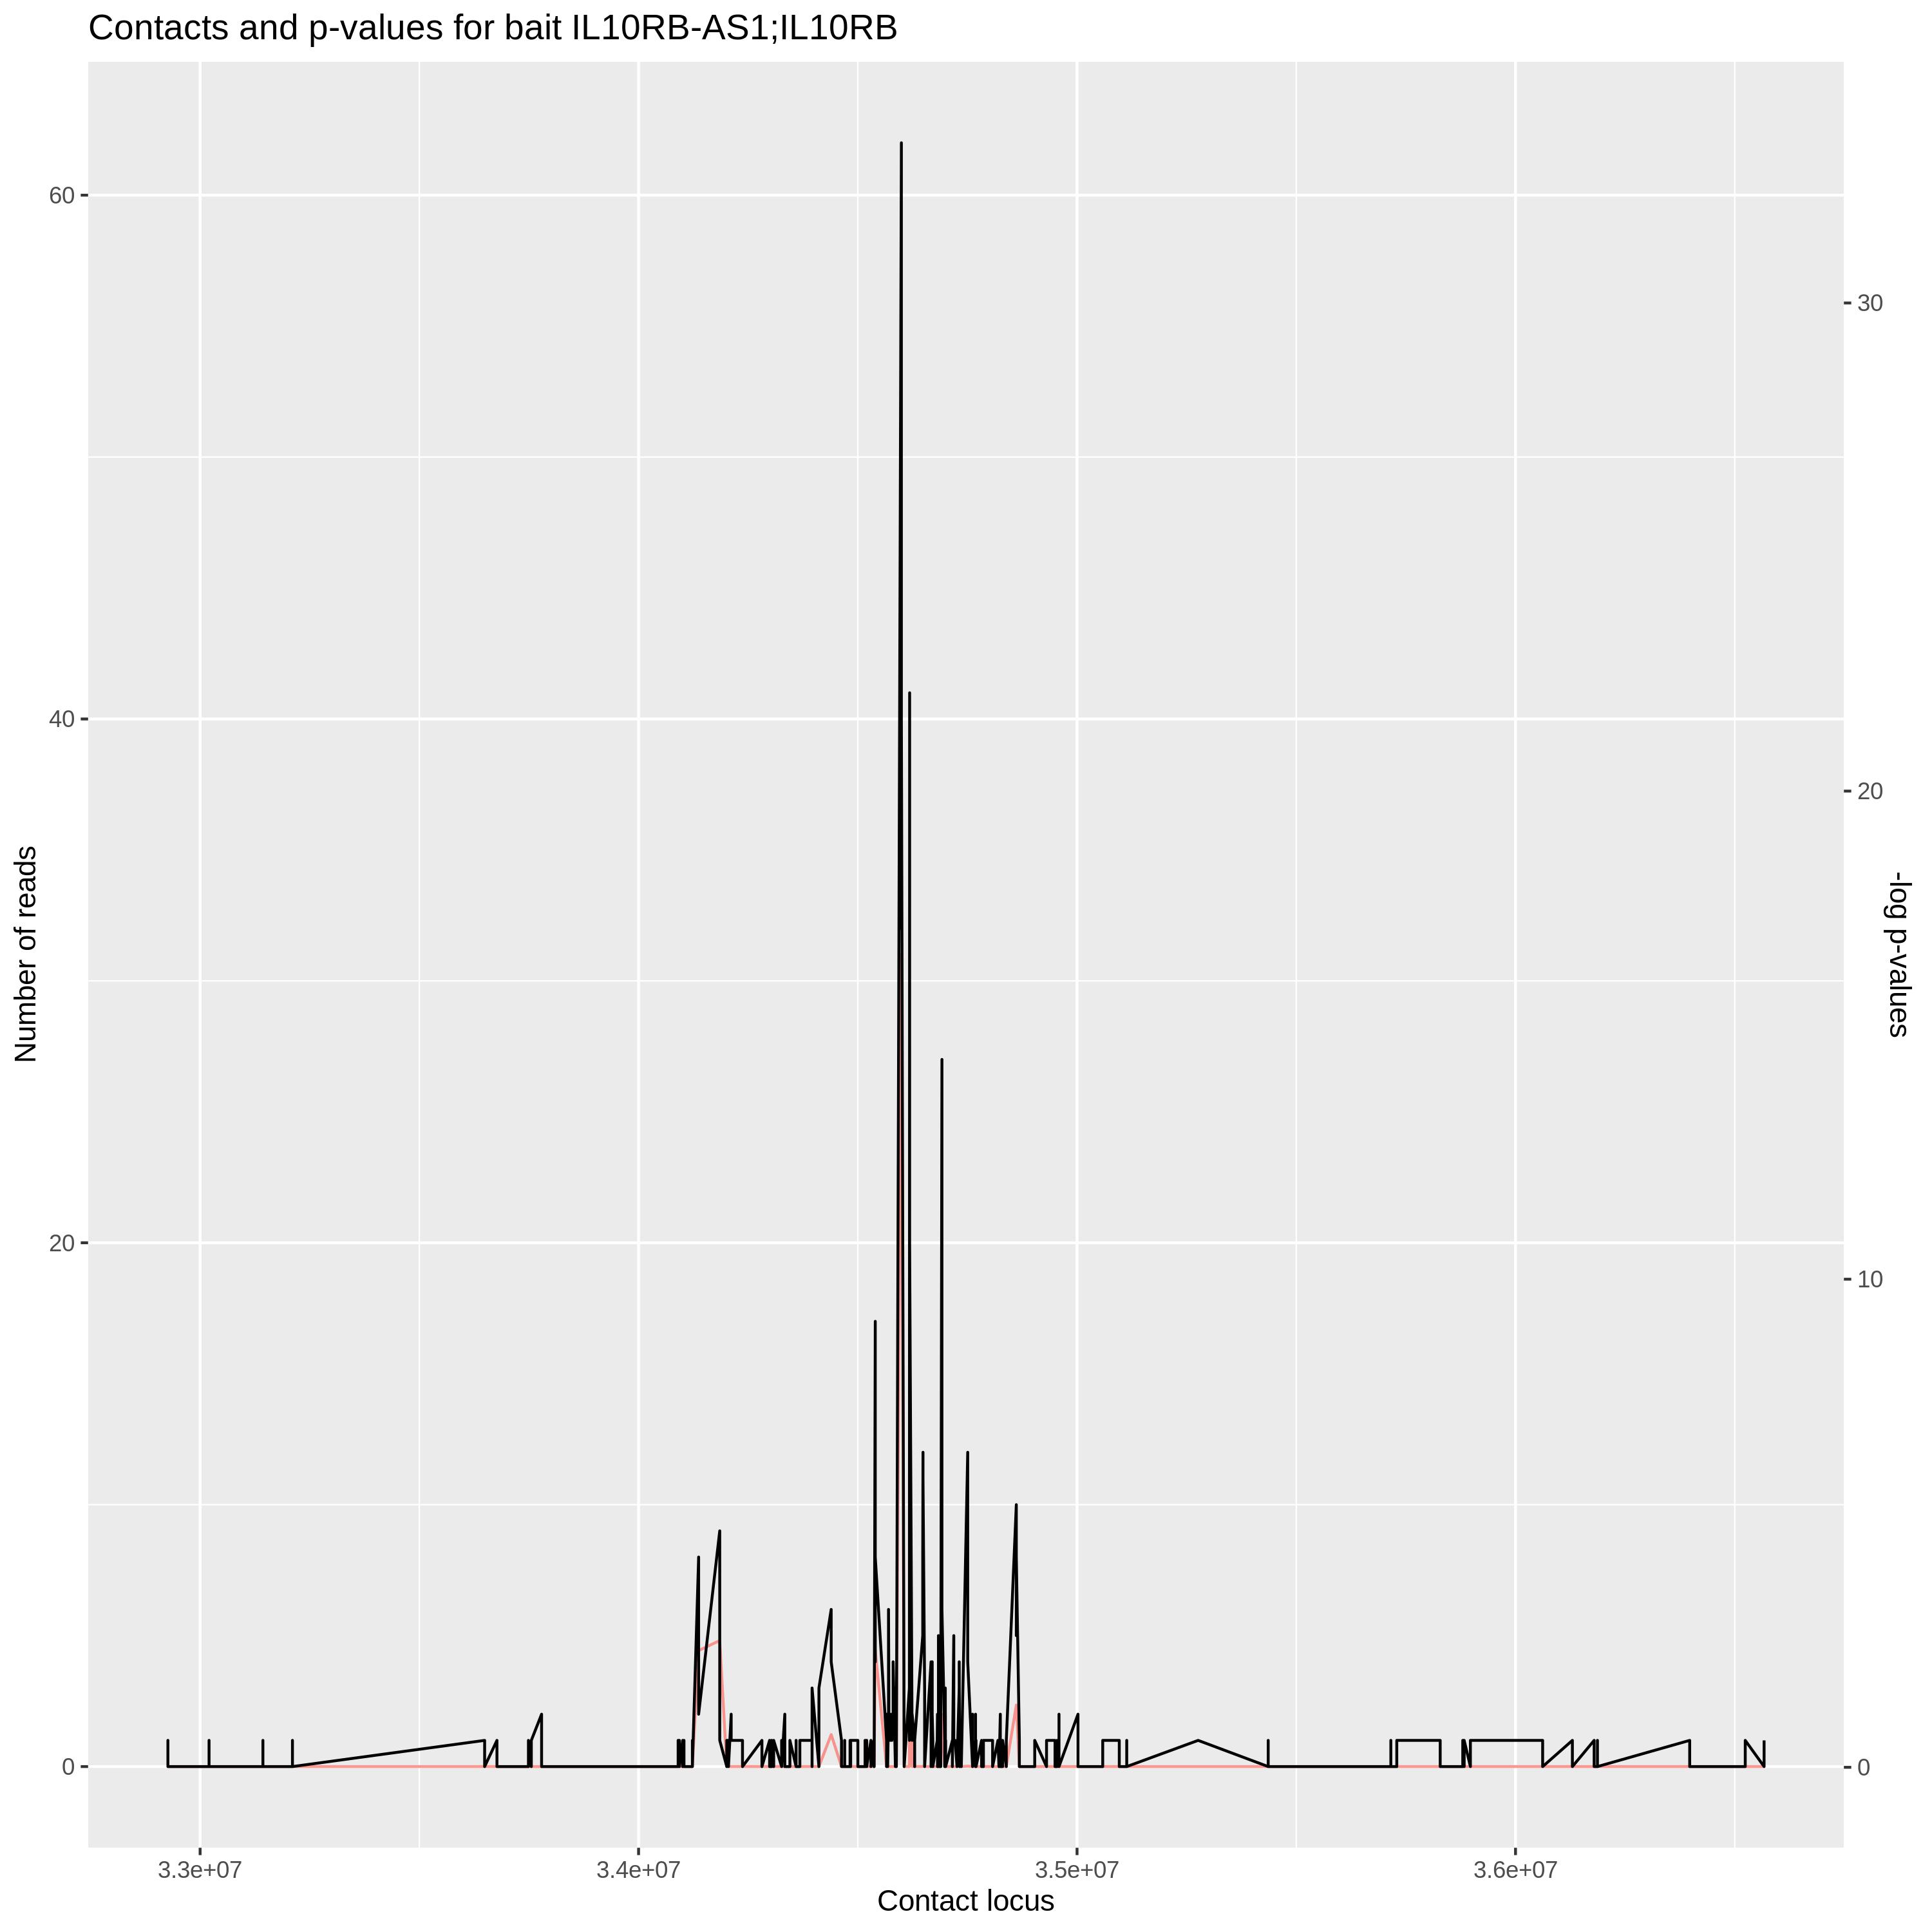 Contacts and p-values for bait IL10RB-AS1;IL10RB
60
40
20
0
Number of reads
30
20
10
0
-log p-values
3.3e+07
3.4e+07
3.5e+07
3.6e+07
Contact locus